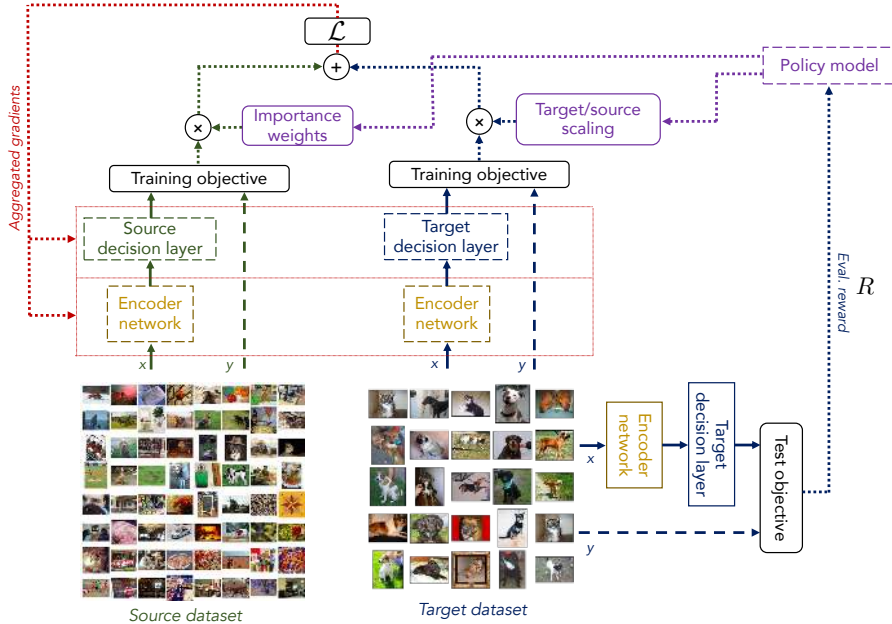 ℒ
+
Policy model
Importance
weights
Target/source
scaling
×
×
Aggregated gradients
Training objective
Training objective
Source
decision layer
Target
decision layer
Encoder
network
Encoder
network
x
y
x
y
Eval. reward
R
x
Encoder
network
Target
decision layer
Test objective
y
Source dataset
Target dataset